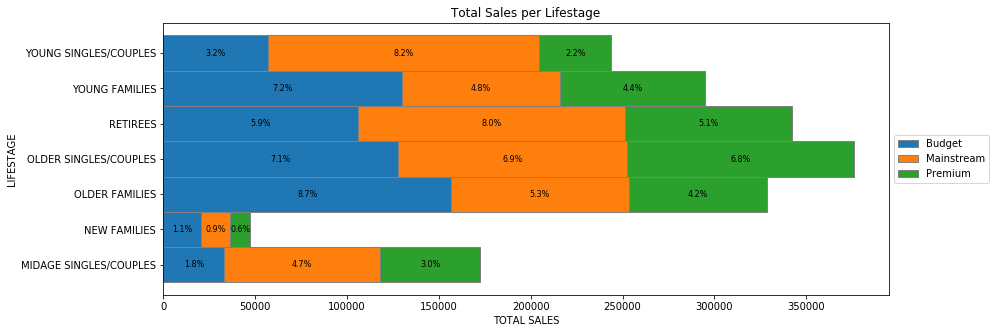 Total Sales per Lifestage
LIFESTAGE
YOUNG SINGLES/COUPLES 3.2% 8.2% 2.2%
YOUNG FAMILIES 7.2% 4.8% 4.4%
RETIREES 5.9% 8.0% 5.1%
OLDER SINGLES/COUPLES 7.1% 6.9% 6.8%
OLDER FAMILIES 8.7% 5.3% 4.2%
NEW FAMILIES 1.1% 0.9% 0.6%
MIDAGE SINGLES/COUPLES 1.8% 4.7% 3.0%
0 50000 100000 150000 200000 250000 300000 350000
TOTAL SALES
Budget
Mainstream
Premium